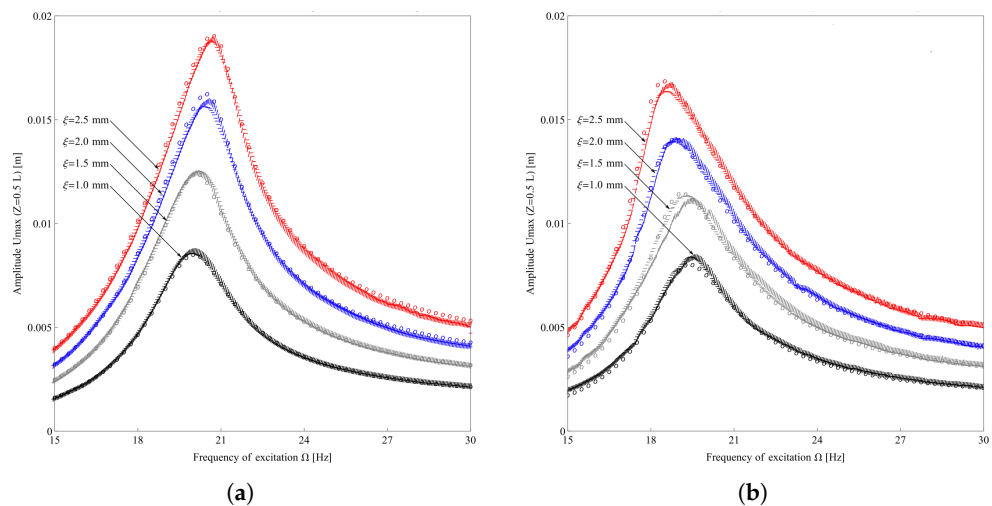 0.02
0.015
0.01
0.005
0
Amplitude Umax (Z=0.5 L) [m]
ξ=2.5 mm
ξ=2.0 mm
ξ=1.5 mm
ξ=1.0 mm
15 18 21 24 27 30
Frequency of excitation Ω [Hz]
(a)
0.02
0.015
0.01
0.005
0
Amplitude Umax (Z=0.5 L) [m]
ξ=2.5 mm
ξ=2.0 mm
ξ=1.5 mm
ξ=1.0 mm
15 18 21 24 27 30
Frequency of excitation Ω [Hz]
(b)